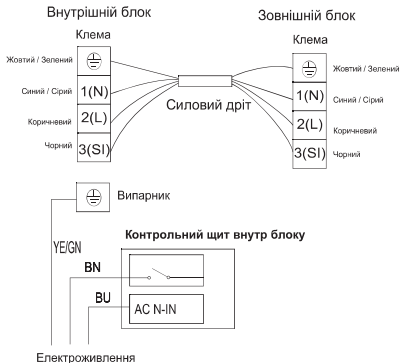 Внутрішній блок
Зовнішній блок
Клема
Клема
Жовтий / Зелений
Жовтий / Зелений
Синий / Сірий
1(N)
1(N)
Синий / Сірий
Силовий дріт
Коричневий
2(L)
2(L)
Коричневий
Чорний
3(SI)
3(SI)
Чорний
Випарник
YE/GN
Контрольний щит внутр блоку
BN
BU
AC N-IN
Електроживлення